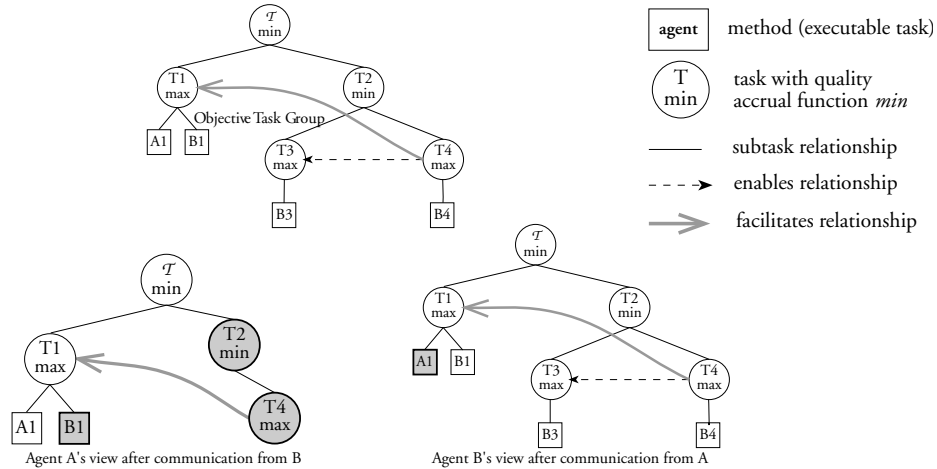 𝒯
min
T1
max
T2
min
Objective Task Group
A1
B1
T3
max
T4
max
B3
B4
agent
method (executable task)
T
min
task with quality
accrual function min
subtask relationship
enables relationship
facilitates relationship
𝒯
min
T1
max
T2
min
A1
B1
T4
max
Agent A's view after communication from B
𝒯
min
T1
max
T2
min
A1
B1
T3
max
T4
max
B3
B4
Agent B's view after communication from A